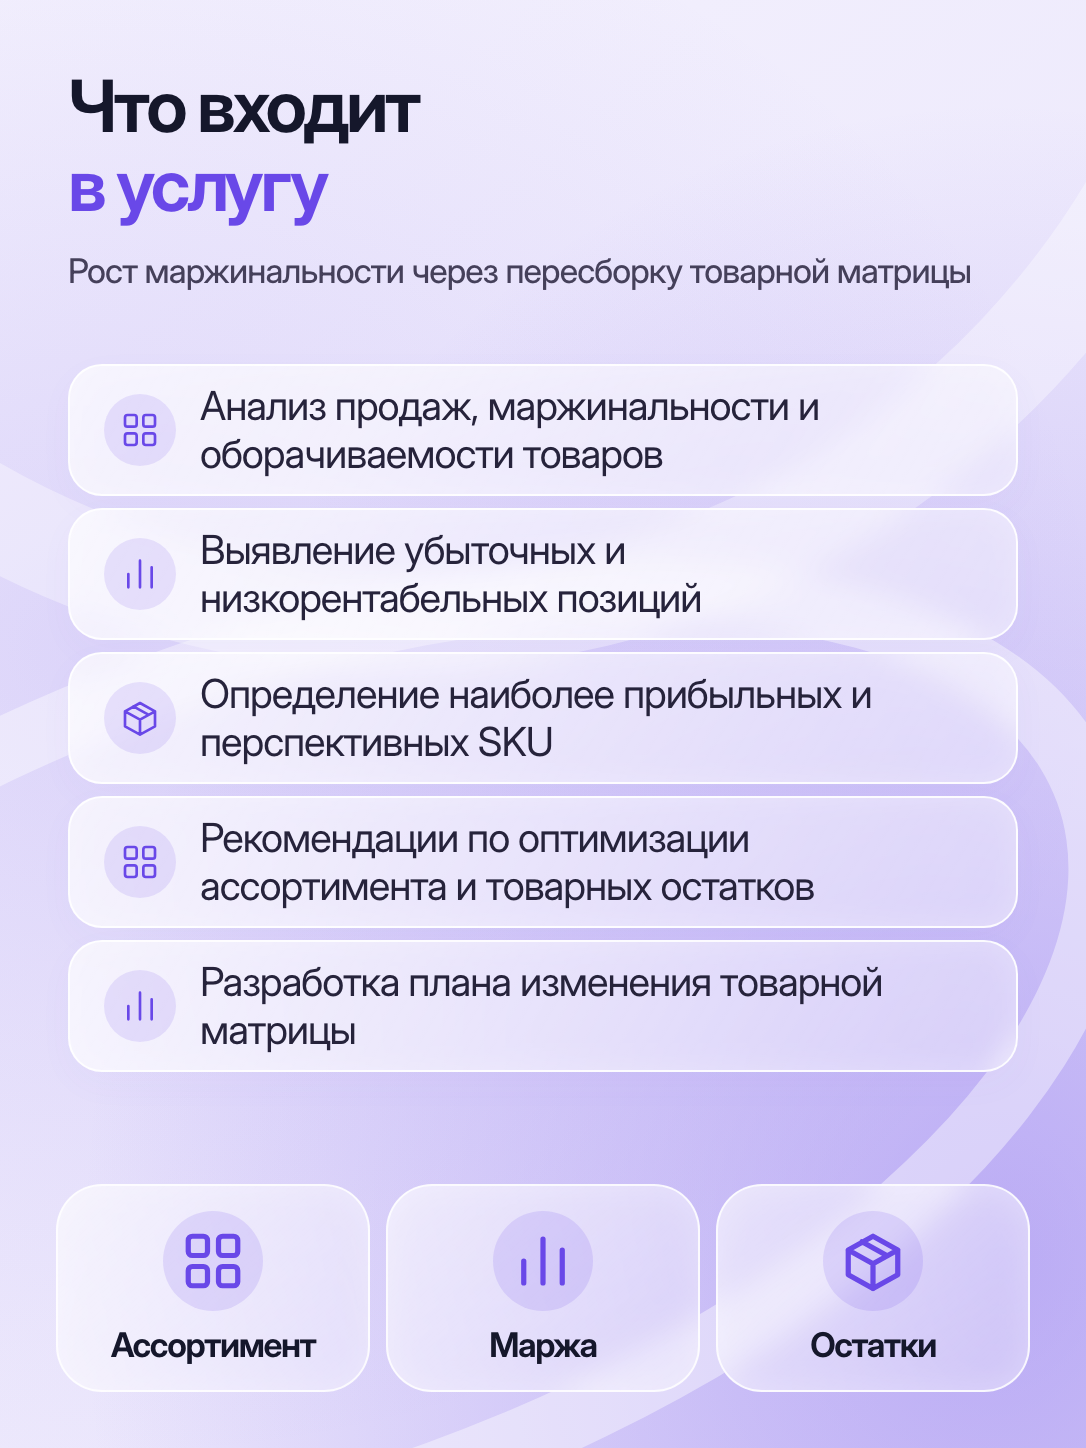 Что входит
в услугу
Рост маржинальности через пересборку товарной матрицы
Анализ продаж, маржинальности и
оборачиваемости товаров
Выявление убыточных и
низкорентабельных позиций
Определение наиболее прибыльных и
перспективных SKU
Рекомендации по оптимизации
ассортимента и товарных остатков
Разработка плана изменения товарной
матрицы
Ассортимент
Маржа
Остатки